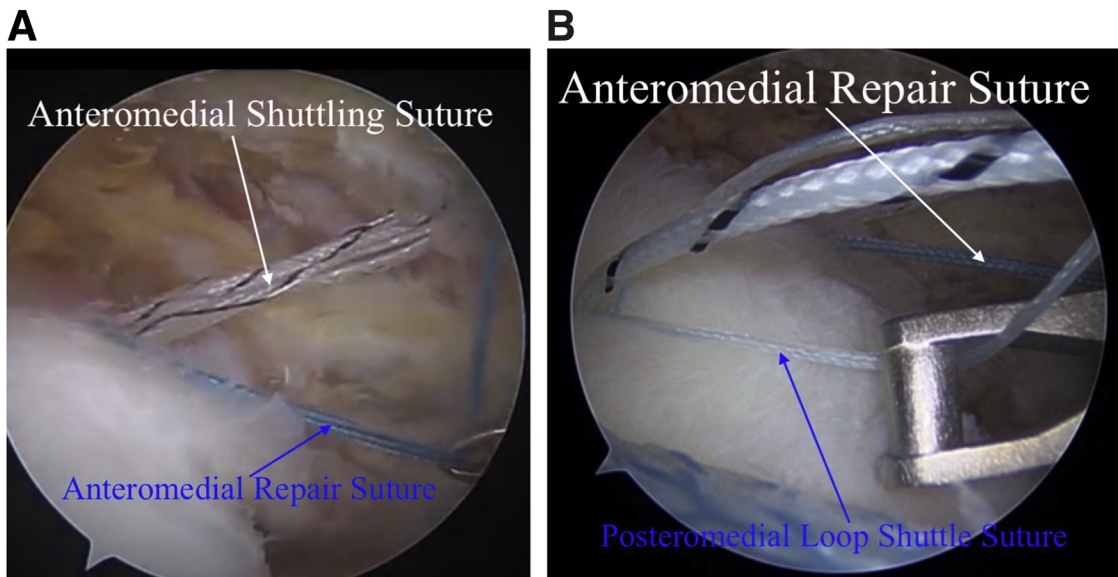 A
B
Anteromedial Shuttling Suture
Anteromedial Repair Suture
Anteromedial Repair Suture
Posteromedial Loop Shuttle Suture